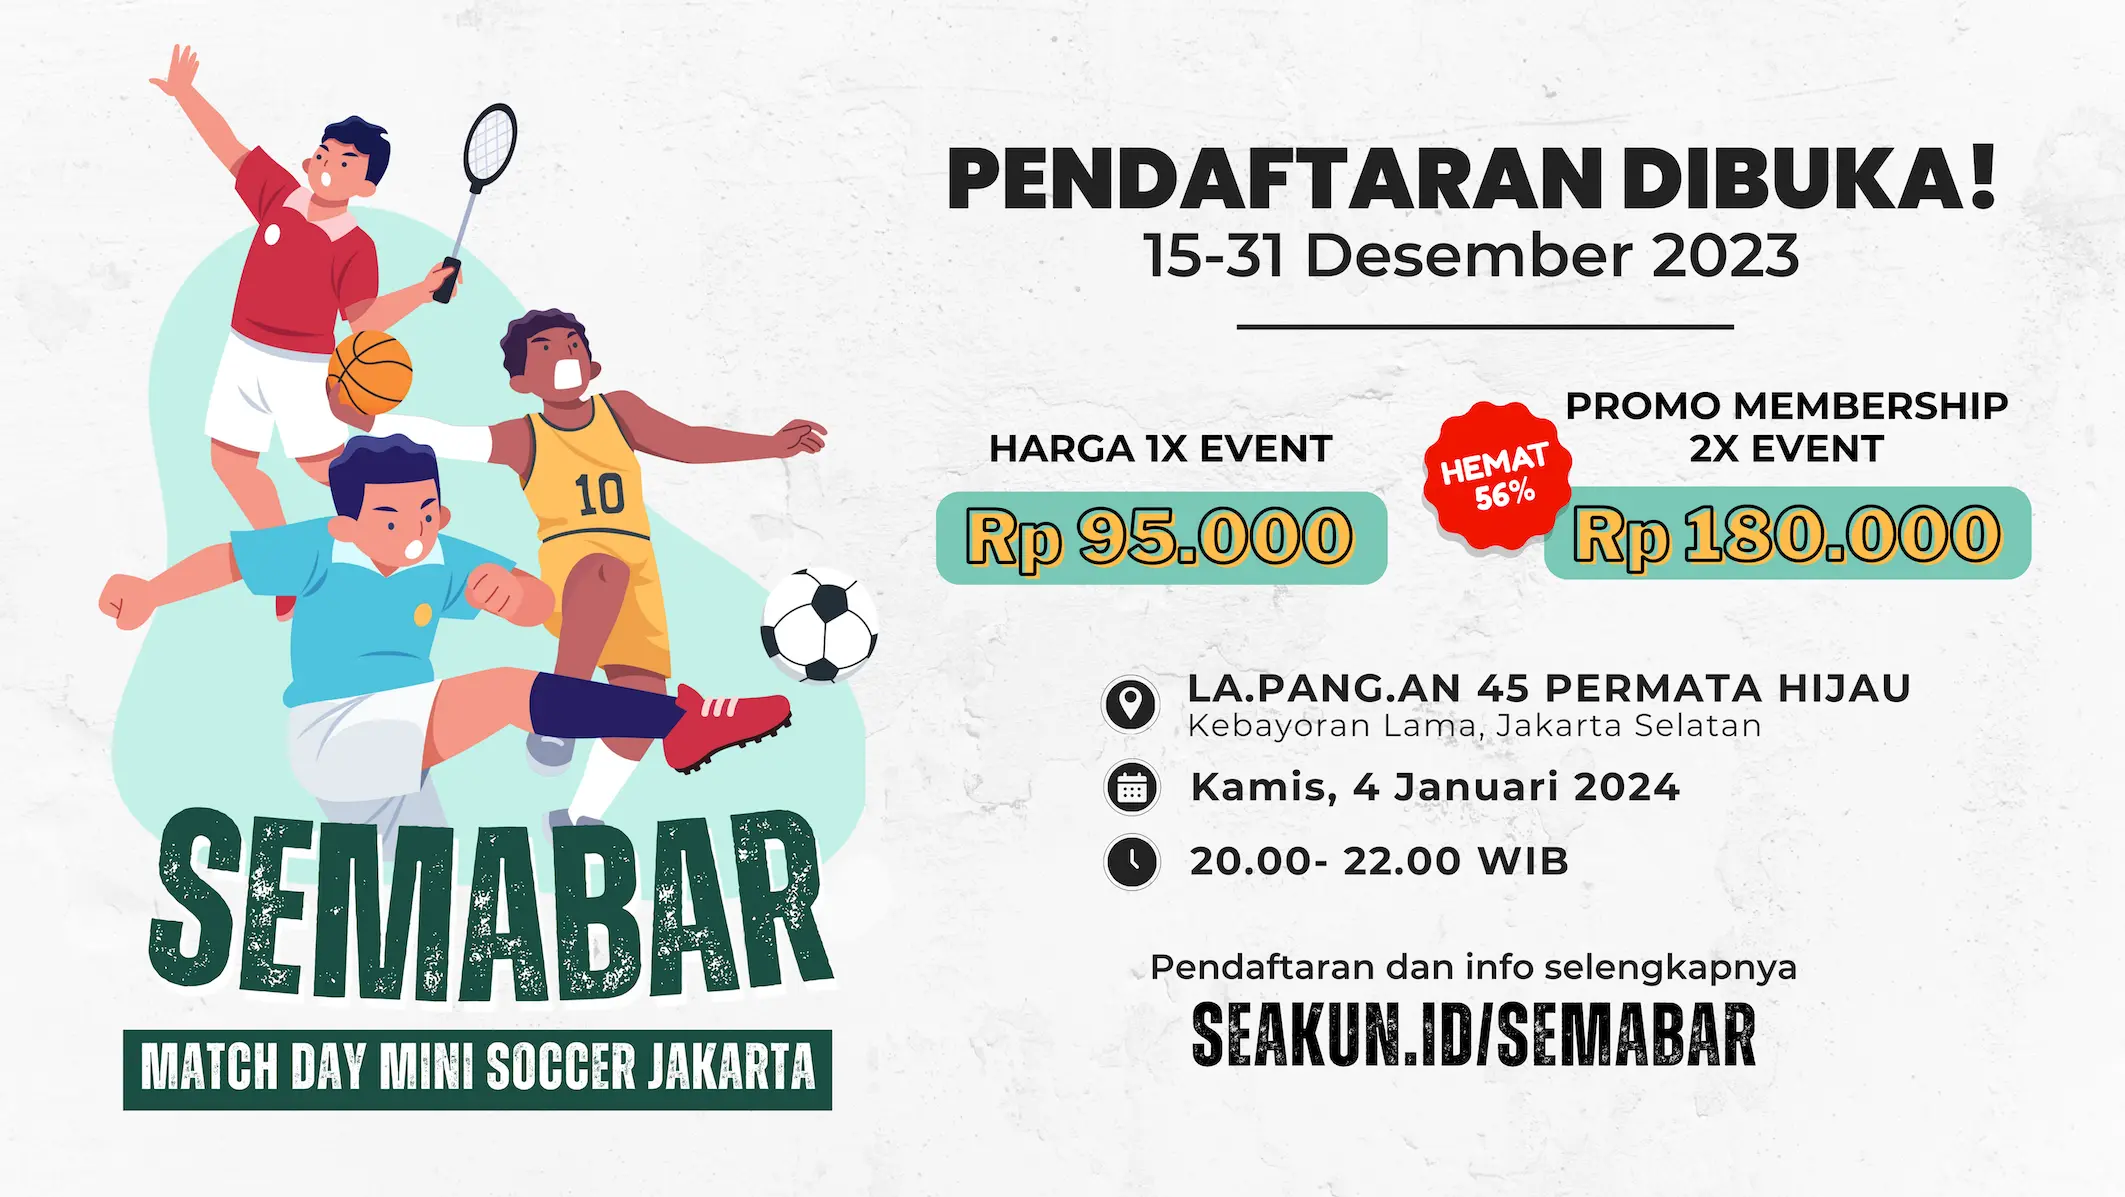 PENDAFTARAN DIBUKA!
15-31 Desember 2023
HARGA 1X EVENT
Rp 95.000
HEMAT
56%
PROMO MEMBERSHIP
2X EVENT
Rp 180.000
10
LA.PANG.AN 45 PERMATA HIJAU
Kebayoran Lama, Jakarta Selatan
Kamis, 4 Januari 2024
20.00- 22.00 WIB
SEMABAR
MATCH DAY MINI SOCCER JAKARTA
Pendaftaran dan info selengkapnya
SEAKUN.ID/SEMABAR